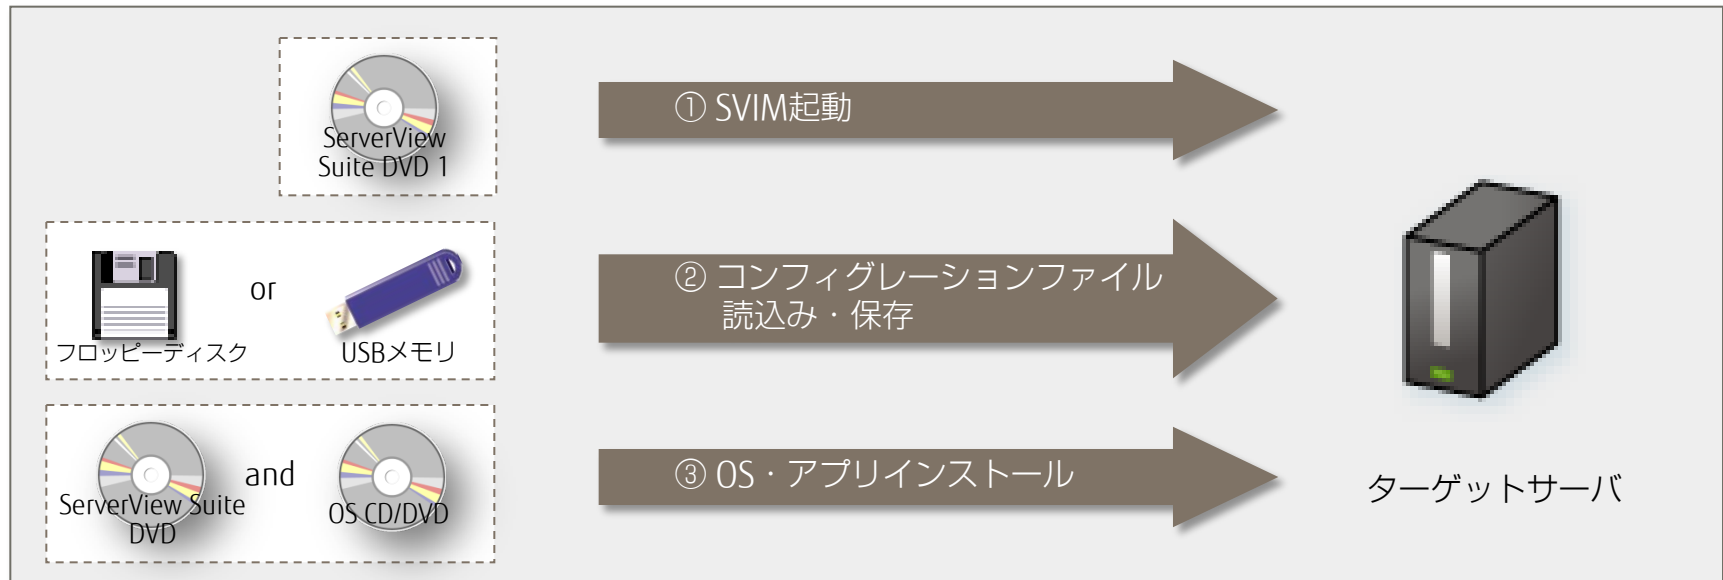 ServerView
Suite DVD 1
① SVIM起動
or
フロッピーディスク
USBメモリ
② コンフィグレーションファイル
読込み・保存
and
ServerView Suite
DVD
OS CD/DVD
③ OS・アプリインストール
ターゲットサーバ